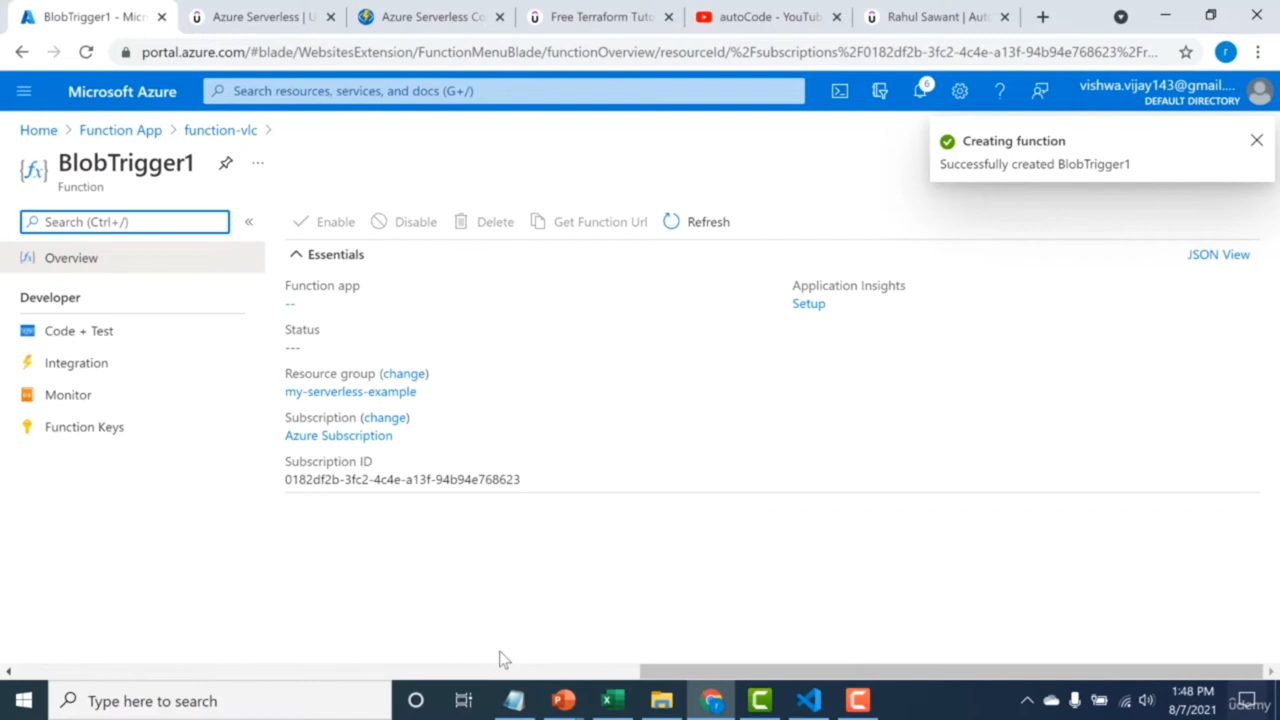 BlobTrigger1 - Micr
Azure Serverless | U
Azure Serverless Co
Free Terraform Tuto
autoCode - YouTub
Rahul Sawant | Auto
portal.azure.com/#blade/WebsitesExtension/FunctionMenuBlade/functionOverview/resourceId/%2Fsubscriptions%2F0182df2b-3fc2-4c4e-a13f-94b94e768623%2Fr...
r
Microsoft Azure
Search resources, services, and docs (G+/)
6
vishwa.vijay143@gmail....
DEFAULT DIRECTORY
Home > Function App > function-vlc >
Creating function
Successfully created BlobTrigger1
{fx} BlobTrigger1 ...
Function
Search (Ctrl+/) «
Enable Disable Delete Get Function Url Refresh
Overview
Essentials JSON View
Function app
--
Application Insights
Setup
Developer
Code + Test
Integration
Monitor
Function Keys
Status
---
Resource group (change)
my-serverless-example
Subscription (change)
Azure Subscription
Subscription ID
0182df2b-3fc2-4c4e-a13f-94b94e768623
Type here to search
1:48 PM
8/7/2021
udemy